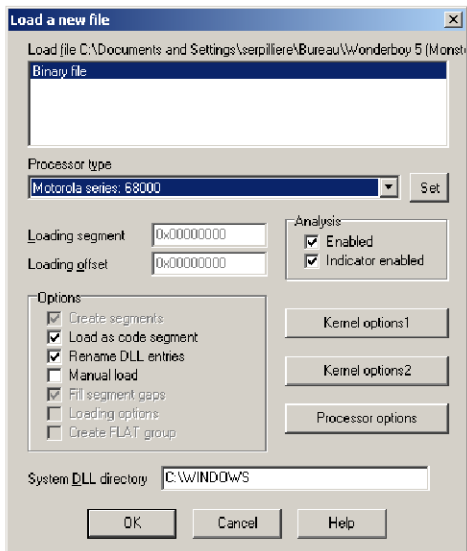 Load a new file
Load file C:\Documents and Settings\serpilliere\Bureau\Wonderboy 5 (Monst
Binary file
Processor type
Motorola series: 68000
Set
Loading segment 0x00000000
Loading offset 0x00000000
Analysis
Enabled
Indicator enabled
Options
Create segments
Load as code segment
Rename DLL entries
Manual load
Fill segment gaps
Loading options
Create FLAT group
Kernel options1
Kernel options2
Processor options
System DLL directory C:\WINDOWS
OK Cancel Help